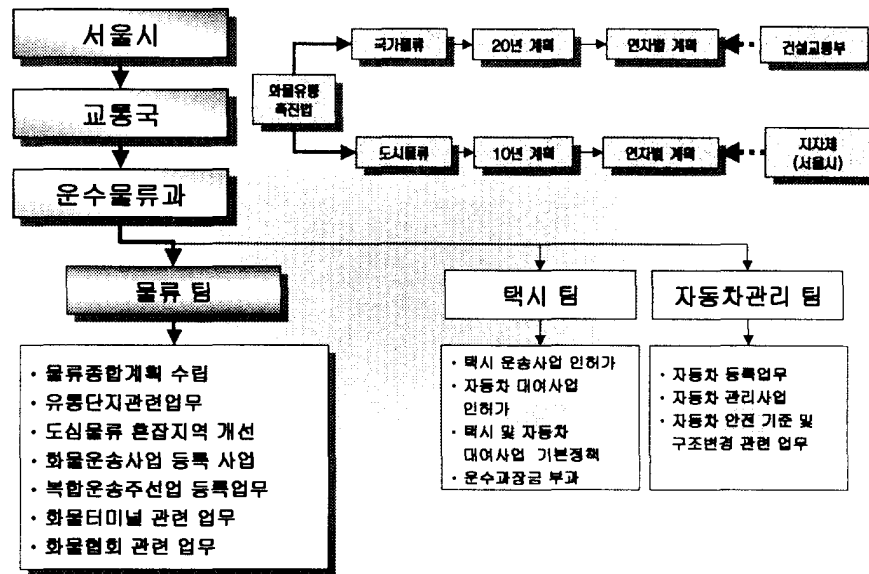 서울시
교통국
운수물류과
화물유통
촉진법
국가물류
20년 계획
연차별 계획
건설교통부
도시물류
10년 계획
연차별 계획
지자체
(서울시)
물류 팀
택시 팀
자동차관리 팀
· 물류종합계획 수립
· 유통단지관련업무
· 도심물류 혼잡지역 개선
· 화물운송사업 등록 사업
· 복합운송주선업 등록업무
· 화물터미널 관련 업무
· 화물협회 관련 업무
· 택시 운송사업 인허가
· 자동차 대여사업
인허가
· 택시 및 자동차
대여사업 기본정책
· 운수과장금 부과
· 자동차 등록업무
· 자동차 관리사업
· 자동차 안전 기준 및
구조변경 관련 업무